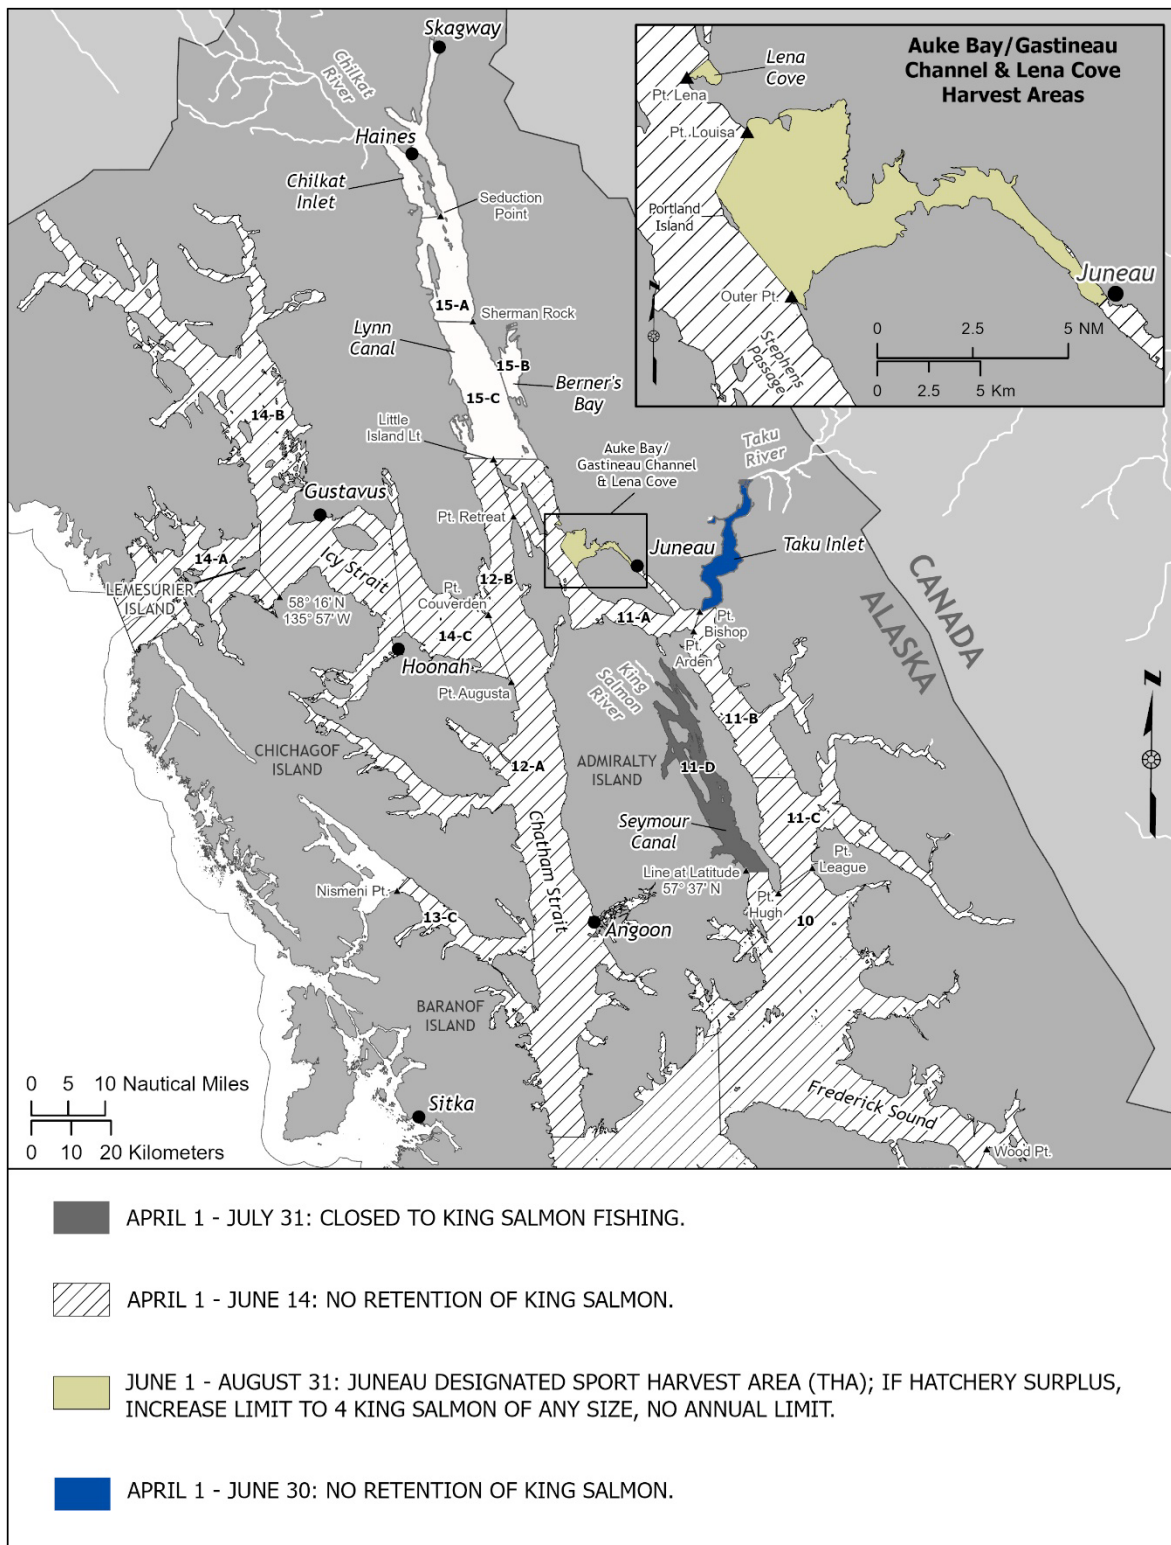 Skagway
Chilkat
River
Haines
Chilkat
Inlet
Seduction
Point
15-A
Sherman Rock
Lynn
Canal
15-B
Berner's
Bay
15-C
14-B
Little
Island Lt
Gustavus
Pt. Retreat
Auke Bay/
Gastineau Channel
& Lena Cove
Taku
River
Juneau
Taku Inlet
14-A
Icy Strait
LEMESURIER
ISLAND
58° 16' N
135° 57' W
12-B
Pt.
Couverden
14-C
11-A
Pt.
Bishop
Pt.
Arden
Hoonah
Pt. Augusta
King
Salmon
River
CANADA
ALASKA
11-B
CHICHAGOF
ISLAND
12-A
ADMIRALTY
ISLAND
11-D
Seymour
Canal
11-C
Pt.
League
Line at Latitude
57° 37' N
Pt.
Hugh
10
Chatham Strait
Nismeni Pt.
13-C
Angoon
BARANOF
ISLAND
Sitka
Frederick Sound
Wood Pt.
N
0 5 10 Nautical Miles
0 10 20 Kilometers
Auke Bay/Gastineau
Channel & Lena Cove
Harvest Areas
Lena
Cove
Pt. Lena
Pt. Louisa
Portland
Island
Outer Pt.
Juneau
Stephens
Passage
N
0 2.5 5 NM
0 2.5 5 Km
APRIL 1 - JULY 31: CLOSED TO KING SALMON FISHING.
APRIL 1 - JUNE 14: NO RETENTION OF KING SALMON.
JUNE 1 - AUGUST 31: JUNEAU DESIGNATED SPORT HARVEST AREA (THA); IF HATCHERY SURPLUS,
INCREASE LIMIT TO 4 KING SALMON OF ANY SIZE, NO ANNUAL LIMIT.
APRIL 1 - JUNE 30: NO RETENTION OF KING SALMON.